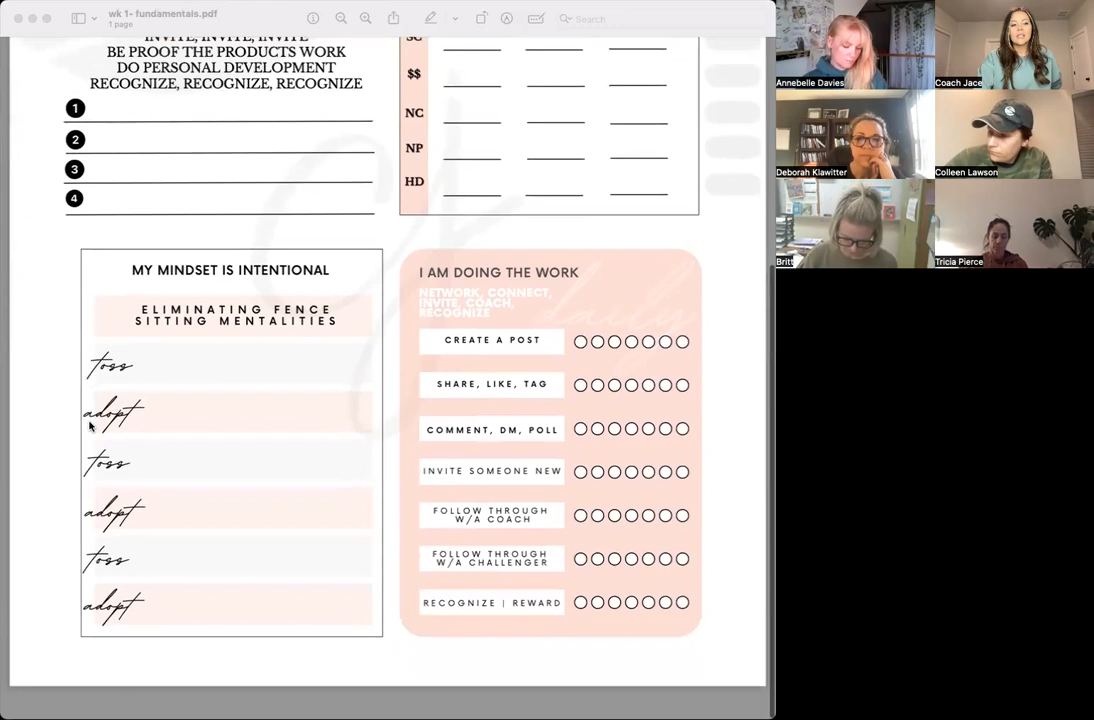 wk 1- fundamentals.pdf
1 page
Search
INVITE, INVITE, INVITE
BE PROOF THE PRODUCTS WORK
DO PERSONAL DEVELOPMENT
RECOGNIZE, RECOGNIZE, RECOGNIZE
1
2
3
4
SC
$$
NC
NP
HD
MY MINDSET IS INTENTIONAL
ELIMINATING FENCE
SITTING MENTALITIES
toss
adopt
toss
adopt
toss
adopt
I AM DOING THE WORK
daily
NETWORK, CONNECT,
INVITE, COACH,
RECOGNIZE
CREATE A POST
SHARE, LIKE, TAG
COMMENT, DM, POLL
INVITE SOMEONE NEW
FOLLOW THROUGH
W/A COACH
FOLLOW THROUGH
W/A CHALLENGER
RECOGNIZE | REWARD
Annebelle Davies
Coach Jace
Deborah Klawitter
Colleen Lawson
Britt
Tricia Pierce